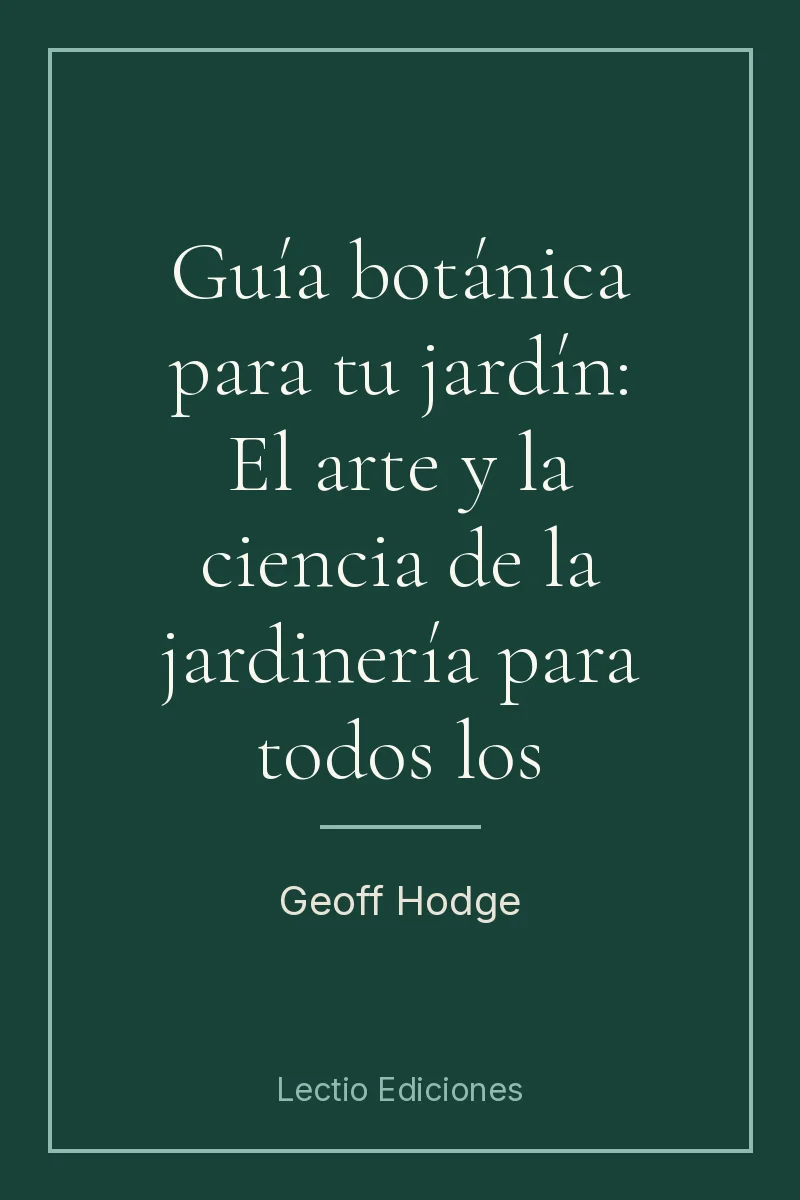 Guía botánica
para tu jardín:
El arte y la
ciencia de la
jardinería para
todos los
Geoff Hodge
Lectio Ediciones